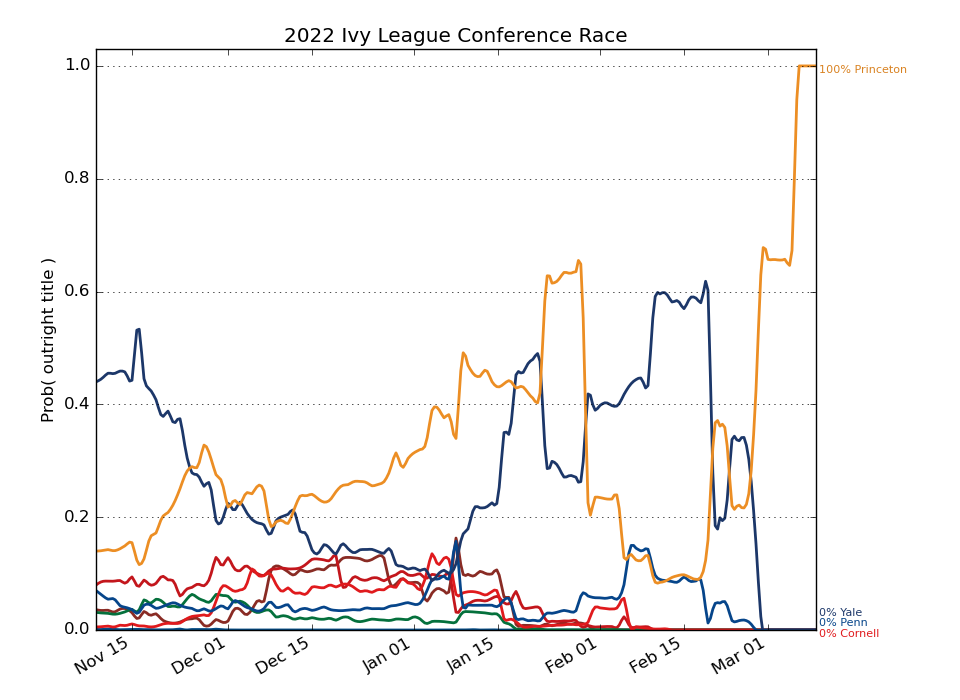 2022 Ivy League Conference Race
Prob( outright title )
1.0
0.8
0.6
0.4
0.2
0.0
Nov 15
Dec 01
Dec 15
Jan 01
Jan 15
Feb 01
Feb 15
Mar 01
100% Princeton
0% Yale
0% Penn
0% Cornell